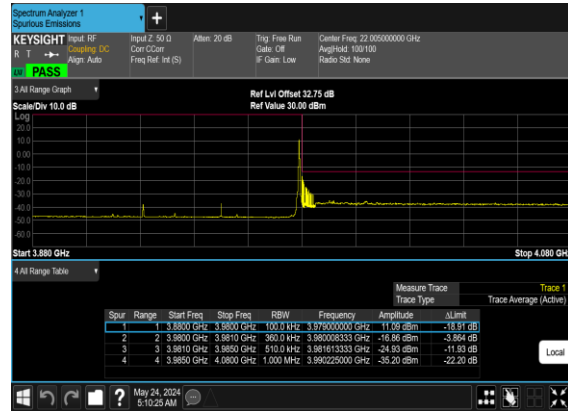 Spectrum Analyzer 1
Spurious Emissions
+
KEYSIGHT Input: RF Input Z: 50 Ω Atten: 20 dB Trig: Free Run Center Freq: 22.005000000 GHz
R T Coupling: DC Corr CCorr Gate: Off Avg|Hold: 100/100
Align: Auto Freq Ref: Int (S) IF Gain: Low Radio Std: None
PASS
3 All Range Graph
Ref Lvl Offset 32.75 dB
Scale/Div 10.0 dB Ref Value 30.00 dBm
Log
20.0
10.0
0.00
-10.0
-20.0
-30.0
-40.0
-50.0
-60.0
Start 3.880 GHz Stop 4.080 GHz
4 All Range Table
Measure Trace Trace 1
Trace Type Trace Average (Active)
Spur Range Start Freq Stop Freq RBW Frequency Amplitude ΔLimit
1 1 3.8800 GHz 3.9800 GHz 100.0 kHz 3.979000000 GHz 11.09 dBm -18.91 dB
2 2 3.9800 GHz 3.9810 GHz 360.0 kHz 3.980008333 GHz -16.86 dBm -3.864 dB
3 3 3.9810 GHz 3.9850 GHz 510.0 kHz 3.981613333 GHz -24.93 dBm -11.93 dB
4 4 3.9850 GHz 4.0800 GHz 1.000 MHz 3.990225000 GHz -35.20 dBm -22.20 dB
Local
? May 24, 2024
5:10:25 AM